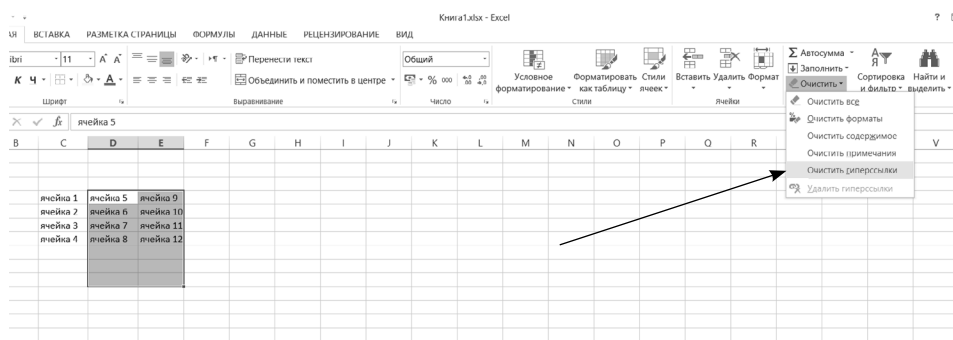 Книга1.xlsx - Excel ?
ВСТАВКА РАЗМЕТКА СТРАНИЦЫ ФОРМУЛЫ ДАННЫЕ РЕЦЕНЗИРОВАНИЕ ВИД
11 Перенести текст Общий Автосумма
Заполнить
К Ч Объединить и поместить в центре % 000 Условное форматирование Форматировать как таблицу Стили ячеек Вставить Удалить Формат Очистить Сортировка и фильтр Найти и выделить
Шрифт Выравнивание Число Стили Ячейки
Очистить все
fx ячейка 5
Очистить форматы
Очистить содержимое
B C D E F G H I J K L M N O P Q R V
Очистить примечания
Очистить гиперссылки
Удалить гиперссылки
ячейка 1 ячейка 5 ячейка 9
ячейка 2 ячейка 6 ячейка 10
ячейка 3 ячейка 7 ячейка 11
ячейка 4 ячейка 8 ячейка 12